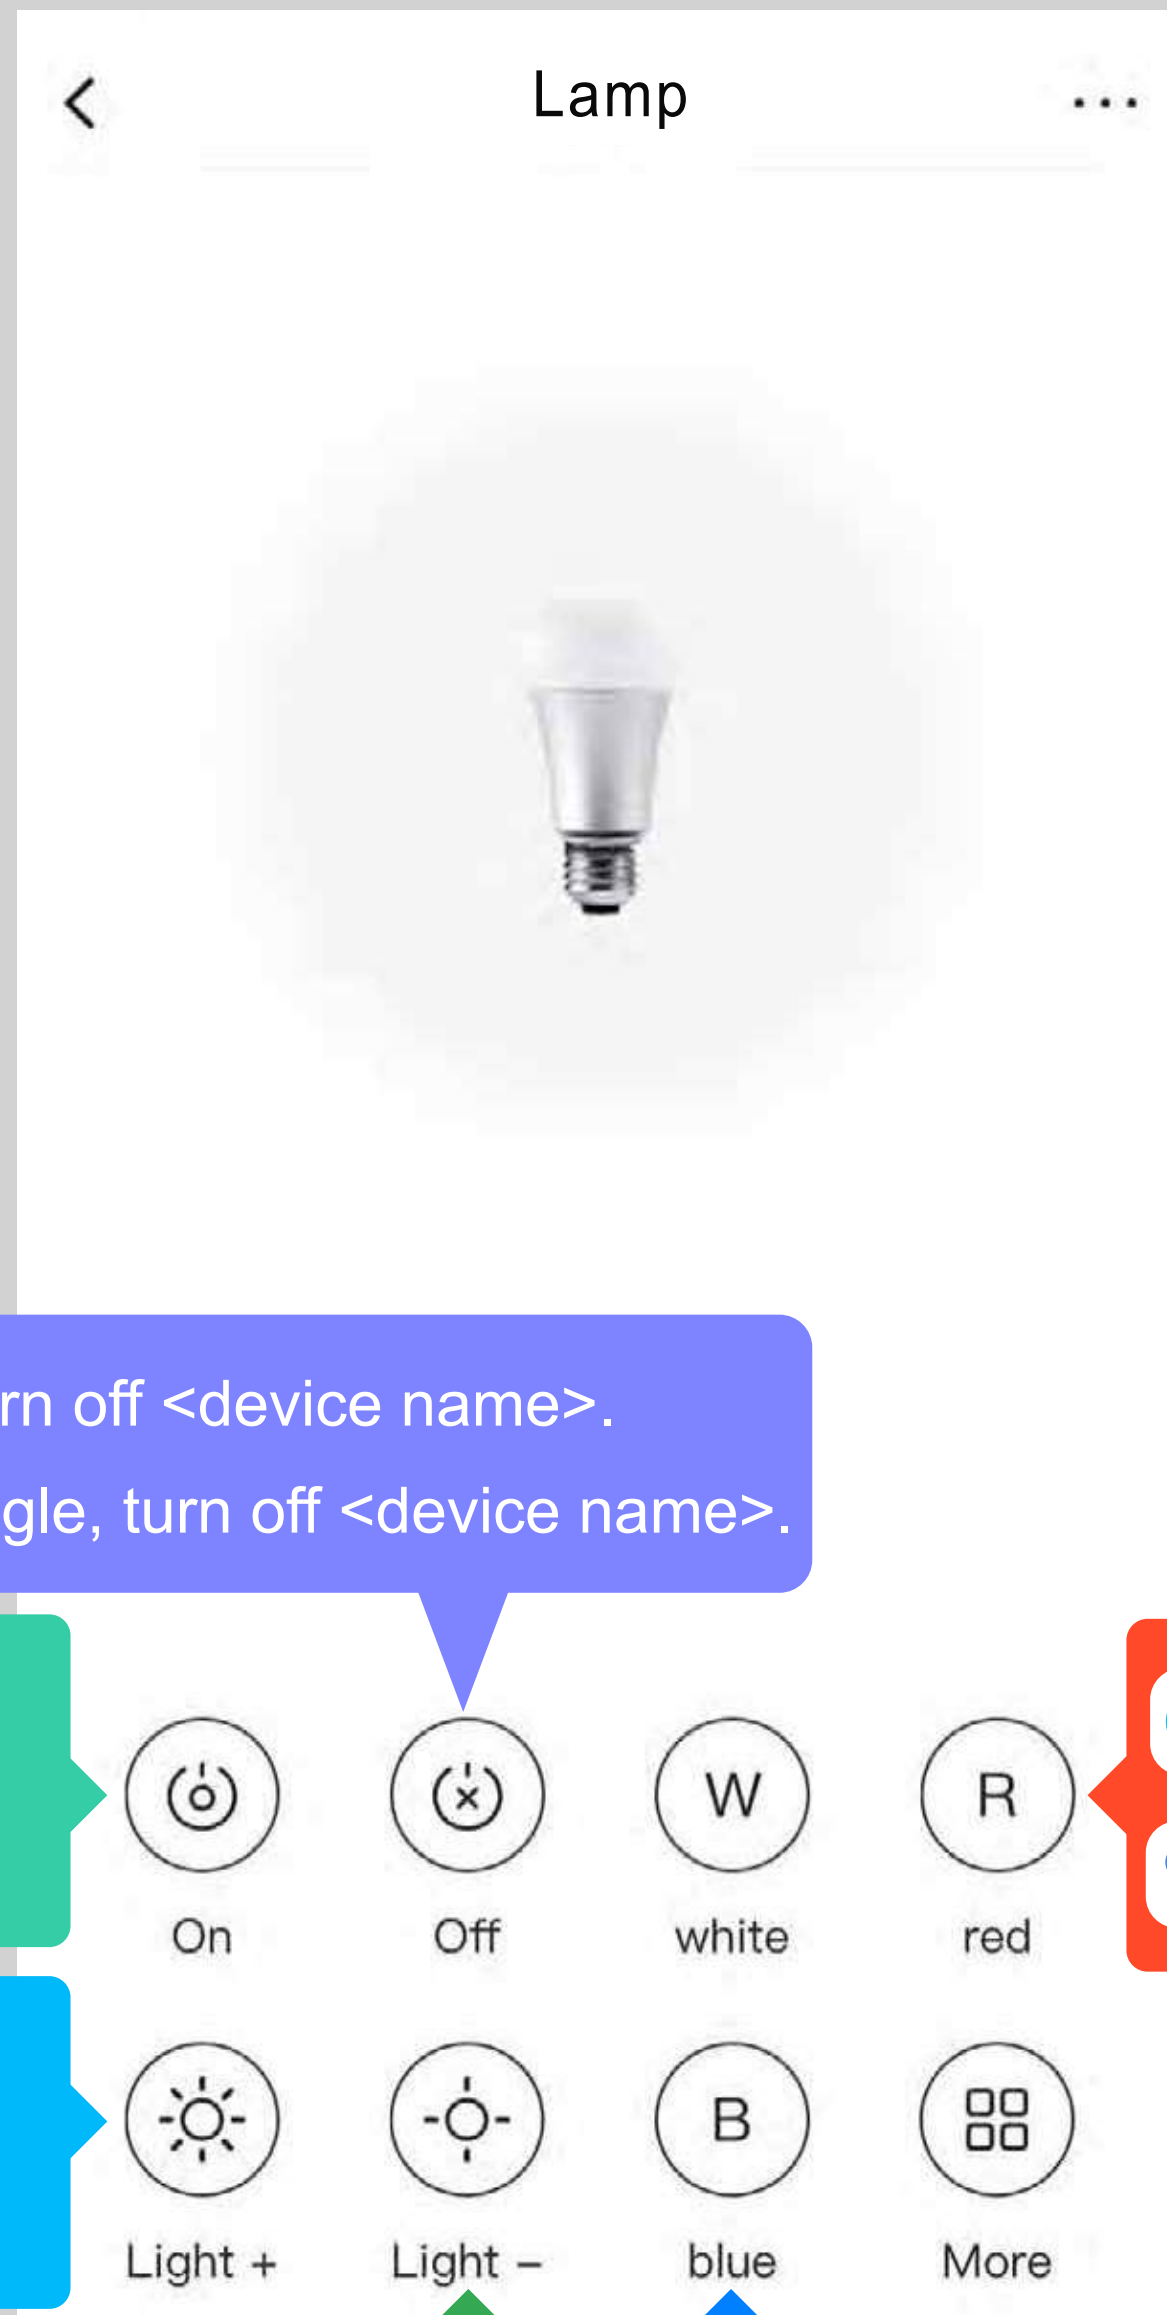 Lamp
rn off <device name>.
gle, turn off <device name>.
W
R
On
Off
white
red
B
Light +
Light –
blue
More